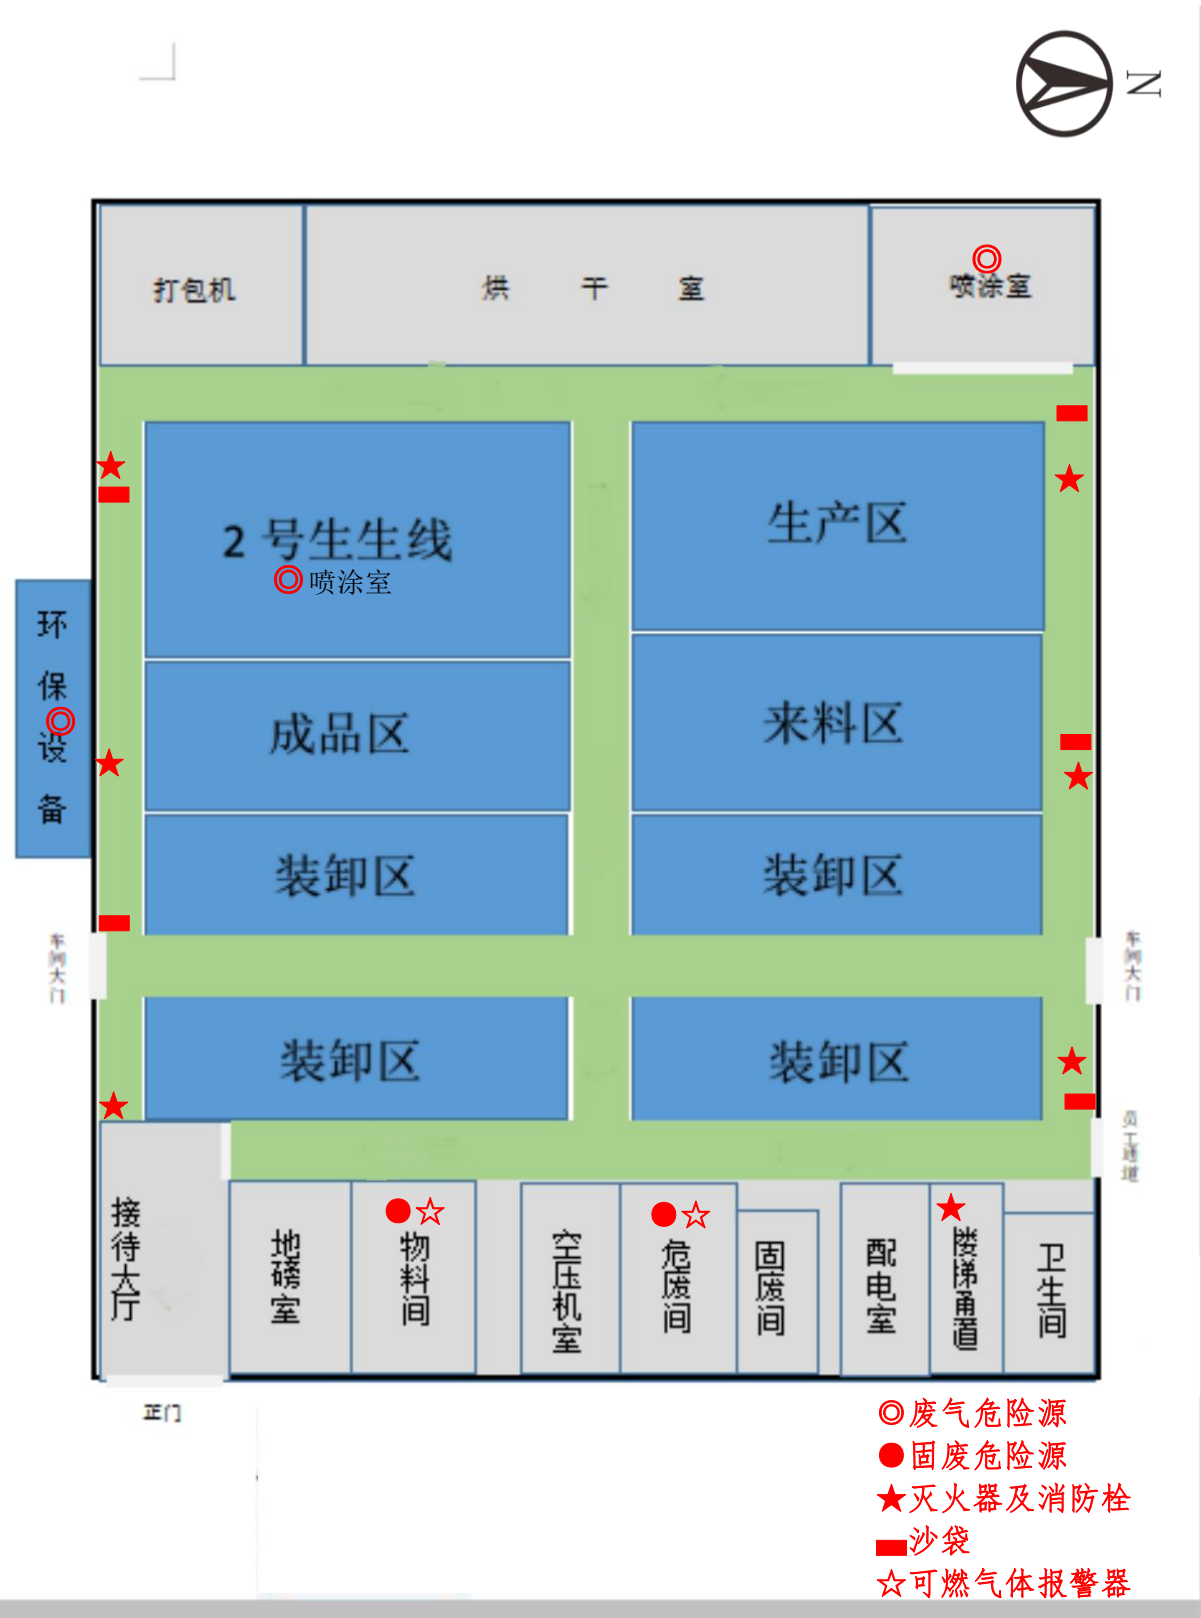 N
打包机
烘干室
喷涂室
2 号生生线
喷涂室
生产区
环保设备
成品区
来料区
装卸区
装卸区
车间大门
车间大门
装卸区
装卸区
员工通道
接待大厅
地磅室
物料间
空压机室
危废间
固废间
配电室
楼梯甬道
卫生间
正门
废气危险源
固废危险源
灭火器及消防栓
沙袋
可燃气体报警器